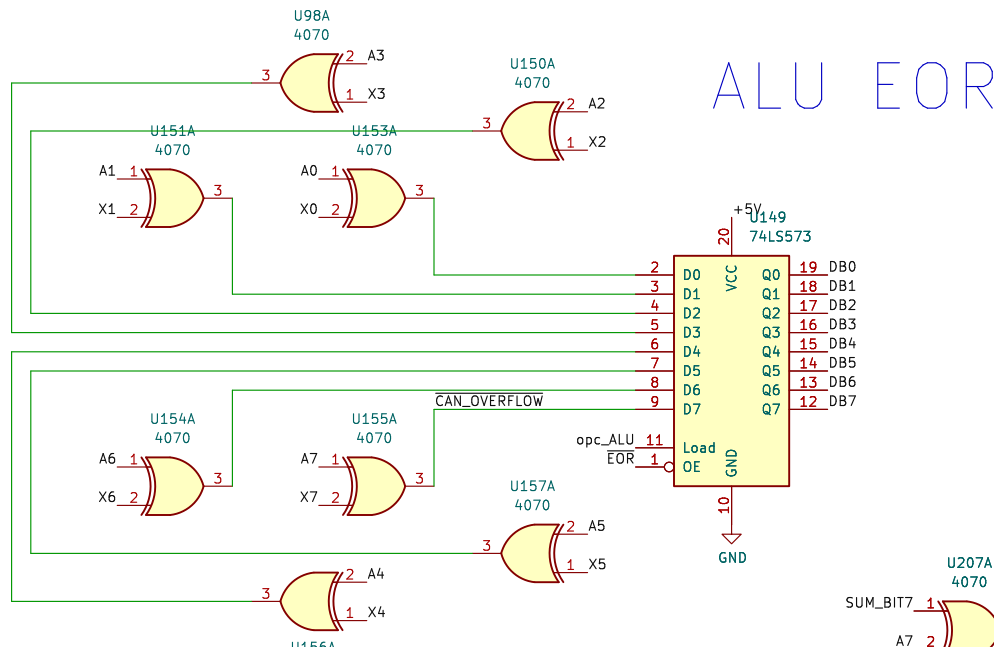 U98A
4070
2 A3
3
1 X3
ALU EOR
U150A
4070
2 A2
3
1 X2
U151A
4070
A1 1
3
X1 2
U153A
4070
A0 1
3
X0 2
+5V
U149
74LS573
20
VCC
2 D0 Q0 19 DB0
3 D1 Q1 18 DB1
4 D2 Q2 17 DB2
5 D3 Q3 16 DB3
6 D4 Q4 15 DB4
7 D5 Q5 14 DB5
8 D6 Q6 13 DB6
9 D7 Q7 12 DB7
CAN_OVERFLOW
opc_ALU 11 Load
EOR 1 OE
GND
10
GND
U154A
4070
A6 1
3
X6 2
U155A
4070
A7 1
3
X7 2
U157A
4070
2 A5
3
1 X5
2 A4
3
1 X4
U156A
U207A
4070
SUM_BIT7 1
A7 2